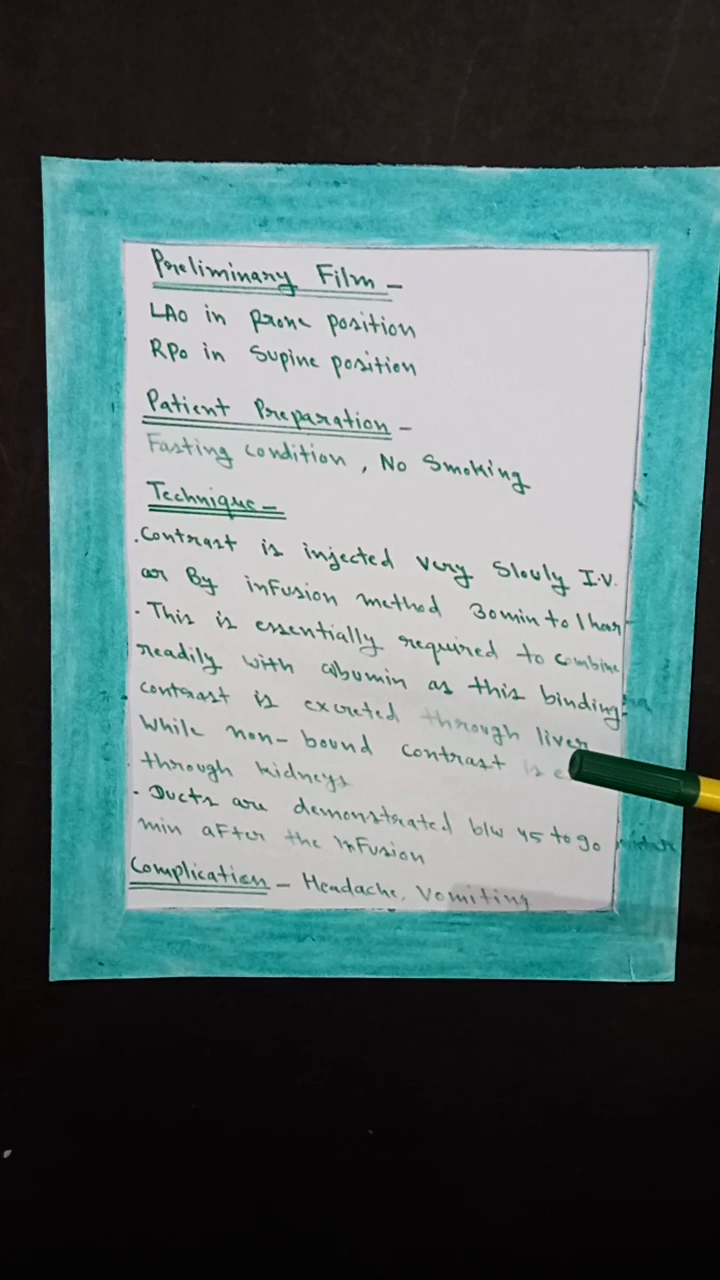 Preliminary Film -
LAO in prone position
RPO in Supine position
Patient Preparation -
Fasting condition, No Smoking
Technique -
. Contrast is injected very Slowly I.V.
or By infusion method 30min to 1 hour
. This is essentially required to combine
readily with albumin as this binding
contrast is excreted through liver
While non-bound contrast is
through kidneys
. Ducts are demonstrated b/w 45 to 90
min after the Infusion
Complication - Headache, Vomiting